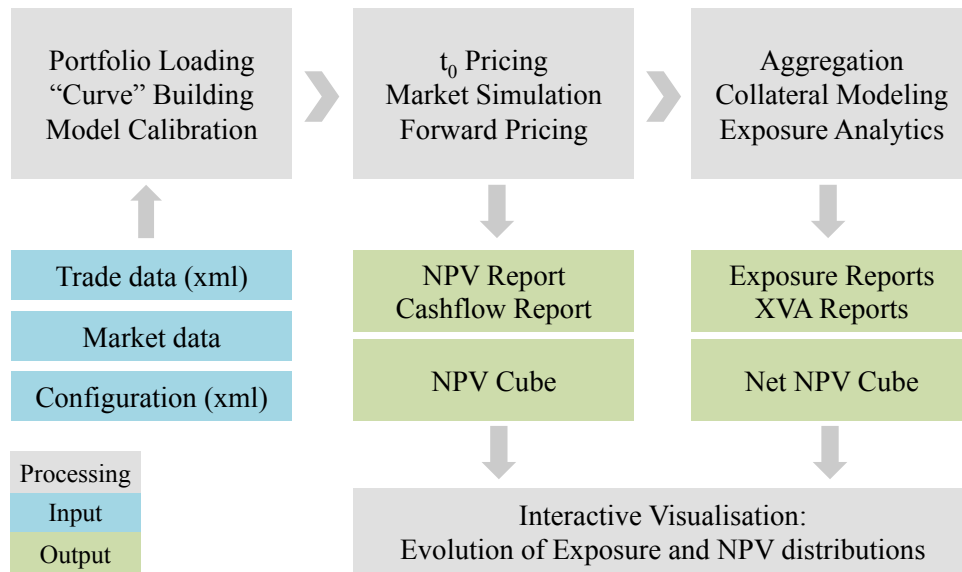 Portfolio Loading
“Curve” Building
Model Calibration
t₀ Pricing
Market Simulation
Forward Pricing
Aggregation
Collateral Modeling
Exposure Analytics
Trade data (xml)
Market data
Configuration (xml)
NPV Report
Cashflow Report
NPV Cube
Exposure Reports
XVA Reports
Net NPV Cube
Processing
Input
Output
Interactive Visualisation:
Evolution of Exposure and NPV distributions